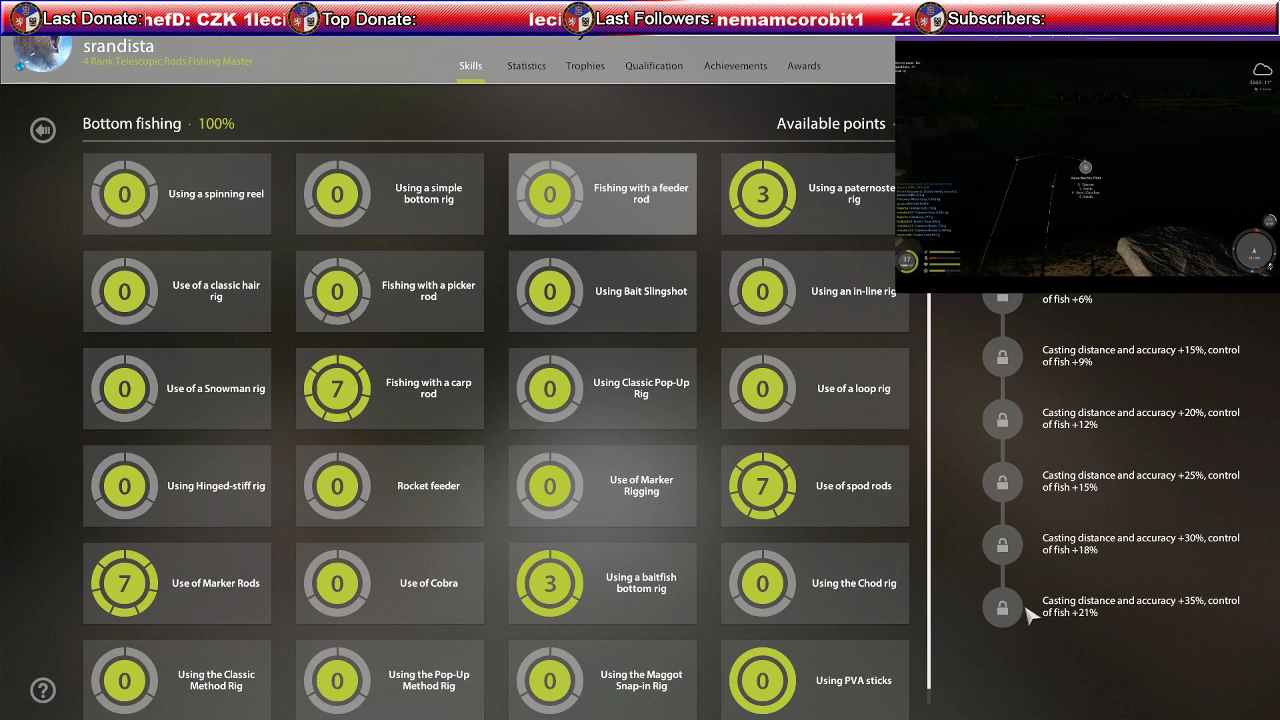 Last Donate: hefD: CZK 1leci Top Donate: leci Last Followers: nemamcorobit1 Za Subscribers:
srandista
4 Rank Telescopic Rods Fishing Master
Skills Statistics Trophies Qualification Achievements Awards
Bottom fishing · 100%
Available points
0 Using a spinning reel
0 Using a simple
bottom rig
0 Fishing with a feeder
rod
3 Using a paternoste
rig
0 Use of a classic hair
rig
0 Fishing with a picker
rod
0 Using Bait Slingshot
0 Using an in-line rig
0 Use of a Snowman rig
7 Fishing with a carp
rod
0 Using Classic Pop-Up
Rig
0 Use of a loop rig
0 Using Hinged-stiff rig
0 Rocket feeder
0 Use of Marker
Rigging
7 Use of spod rods
7 Use of Marker Rods
0 Use of Cobra
3 Using a baitfish
bottom rig
0 Using the Chod rig
0 Using the Classic
Method Rig
0 Using the Pop-Up
Method Rig
0 Using the Maggot
Snap-in Rig
0 Using PVA sticks
of fish +6%
Casting distance and accuracy +15%, control
of fish +9%
Casting distance and accuracy +20%, control
of fish +12%
Casting distance and accuracy +25%, control
of fish +15%
Casting distance and accuracy +30%, control
of fish +18%
Casting distance and accuracy +35%, control
of fish +21%
37
?